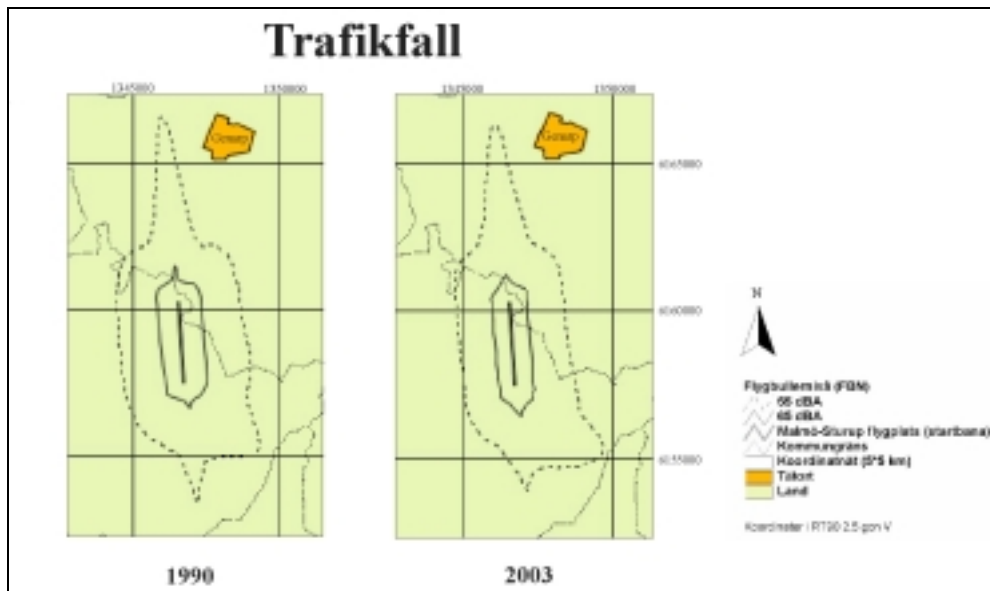 Trafikfall
1345000
1350000
1345000
1350000
Genarp
Genarp
6165000
6160000
6155000
N
Flygbullernivå (FBN)
55 dBA
65 dBA
Malmö-Sturup flygplats (startbana)
Kommungräns
Koordinatnät (5*5 km)
Tätort
Land
Koordinater i RT90 2.5 gon V
1990
2003